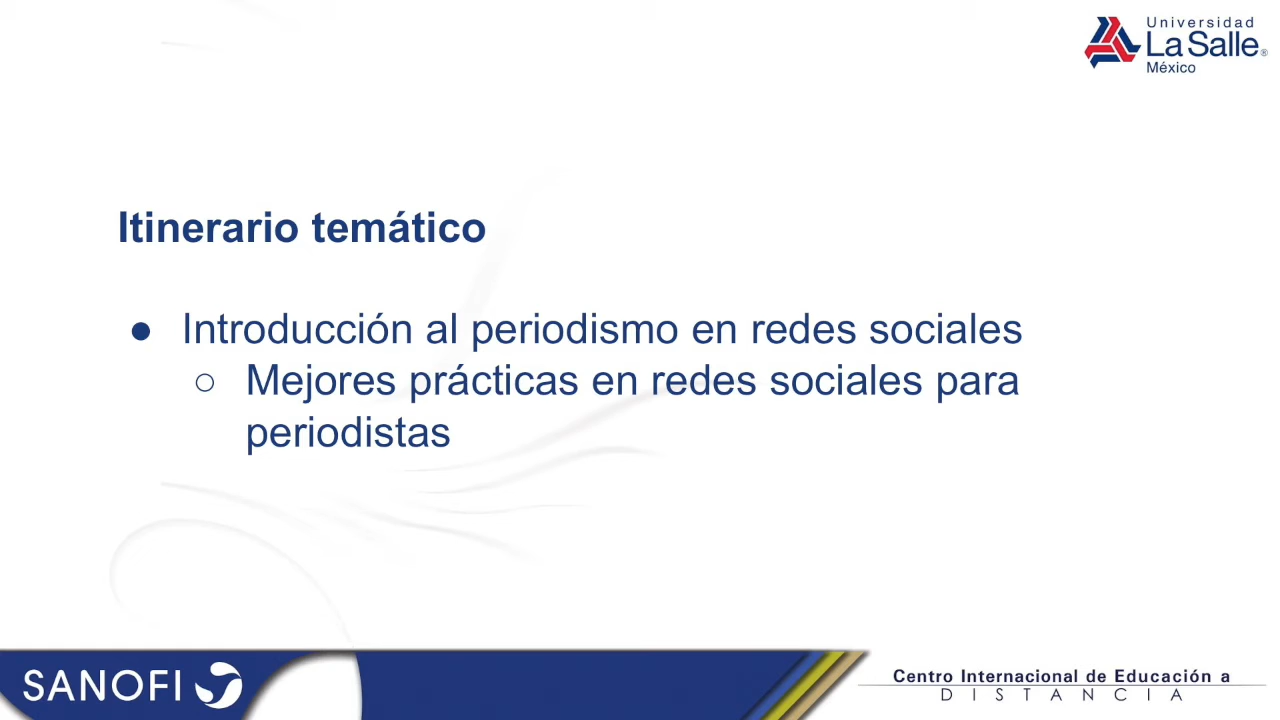 Universidad
La Salle®
México
Itinerario temático
● Introducción al periodismo en redes sociales
○ Mejores prácticas en redes sociales para
periodistas
SANOFI
Centro Internacional de Educación a
DISTANCIA